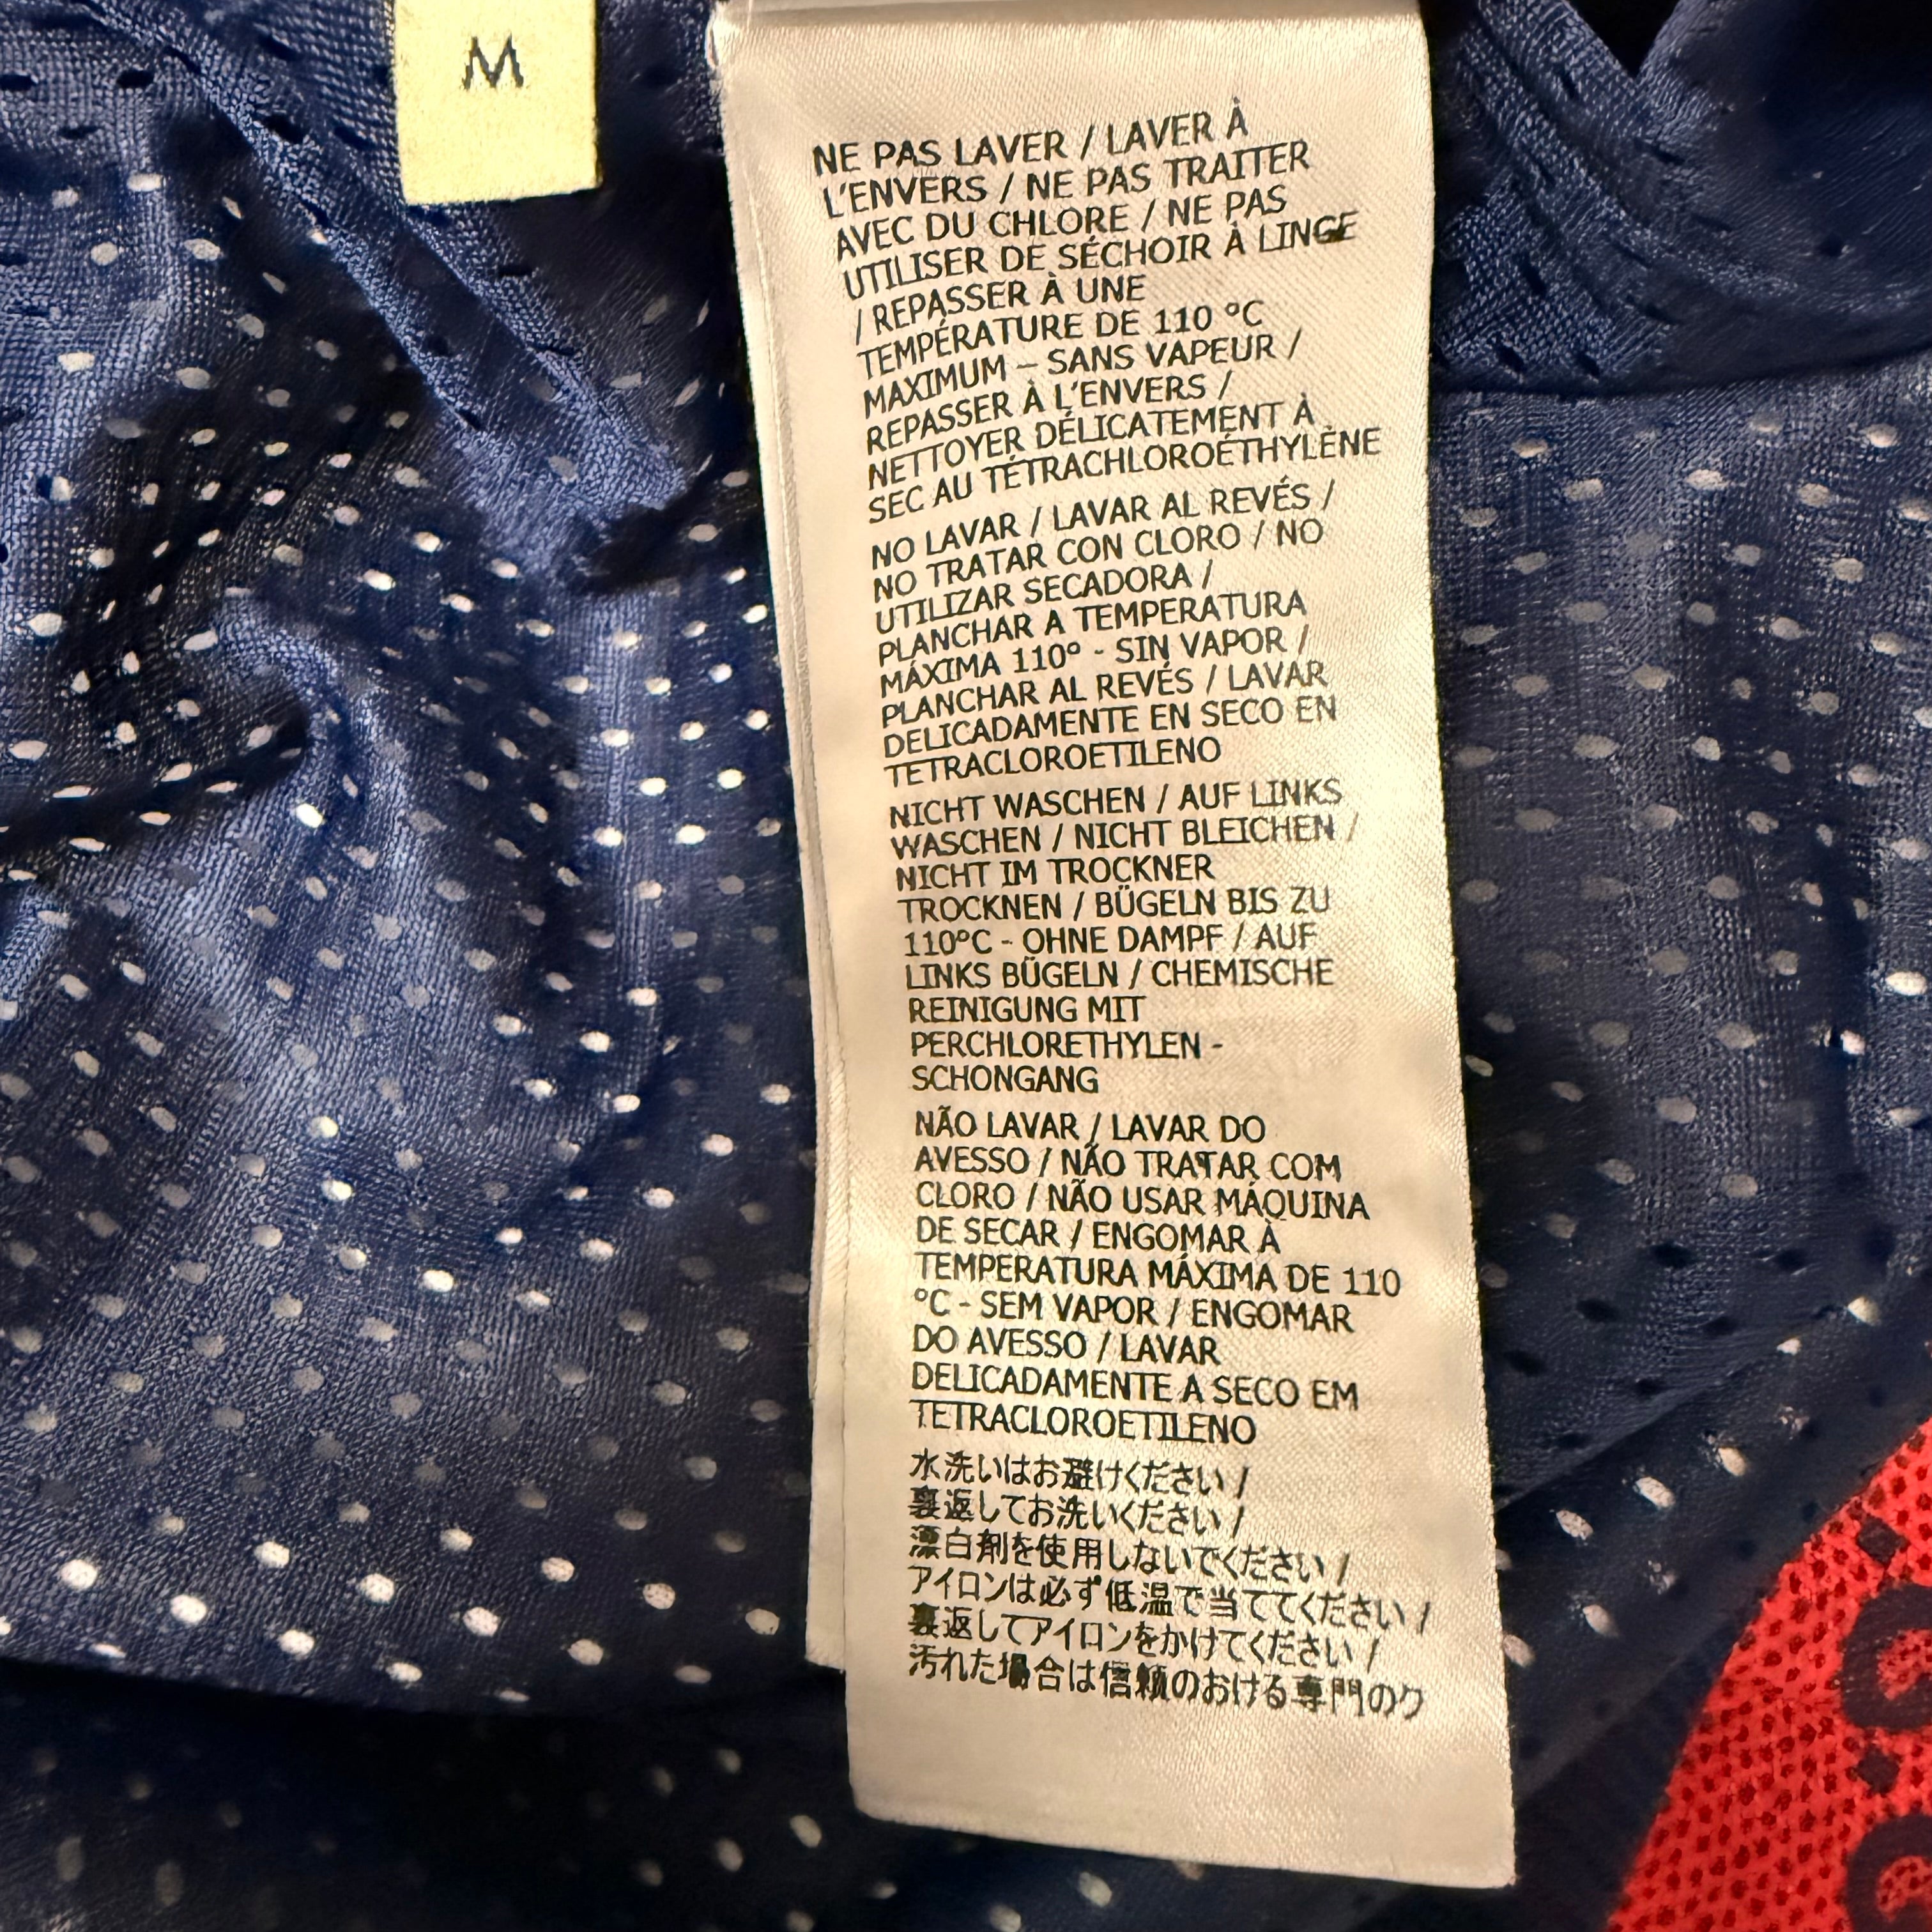 M
NE PAS LAVER / LAVER À
L'ENVERS / NE PAS TRAITER
AVEC DU CHLORE / NE PAS
UTILISER DE SÉCHOIR À LINGE
/ REPASSER À UNE
TEMPÉRATURE DE 110 °C
MAXIMUM – SANS VAPEUR /
REPASSER À L'ENVERS /
NETTOYER DÉLICATEMENT À
SEC AU TÉTRACHLOROÉTHYLÈNE
NO LAVAR / LAVAR AL REVÉS /
NO TRATAR CON CLORO / NO
UTILIZAR SECADORA /
PLANCHAR A TEMPERATURA
MÁXIMA 110° - SIN VAPOR /
PLANCHAR AL REVÉS / LAVAR
DELICADAMENTE EN SECO EN
TETRACLOROETILENO
NICHT WASCHEN / AUF LINKS
WASCHEN / NICHT BLEICHEN /
NICHT IM TROCKNER
TROCKNEN / BÜGELN BIS ZU
110°C - OHNE DAMPF / AUF
LINKS BÜGELN / CHEMISCHE
REINIGUNG MIT
PERCHLORETHYLEN -
SCHONGANG
NÃO LAVAR / LAVAR DO
AVESSO / NÃO TRATAR COM
CLORO / NÃO USAR MÁQUINA
DE SECAR / ENGOMAR À
TEMPERATURA MÁXIMA DE 110
°C - SEM VAPOR / ENGOMAR
DO AVESSO / LAVAR
DELICADAMENTE A SECO EM
TETRACLOROETILENO
水洗いはお避けください /
裏返してお洗いください /
漂白剤を使用しないでください /
アイロンは必ず低温で当ててください /
裏返してアイロンをかけてください /
汚れた場合は信頼のおける専門のク